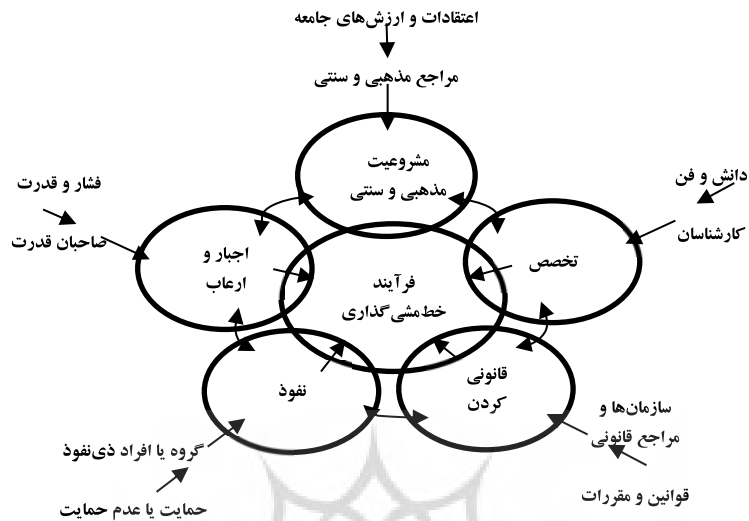 اعتقادات و ارزش‌های جامعه
مراجع مذهبی و سنتی
مشروعیت
مذهبی و سنتی
دانش و فن
کارشناسان
تخصص
فشار و قدرت
صاحبان قدرت
اجبار و
ارعاب
فرآیند
خط‌مشی‌گذاری
قانونی
کردن
نفوذ
سازمان‌ها و
مراجع قانونی
قوانین و مقررات
گروه یا افراد ذی‌نفوذ
حمایت یا عدم حمایت